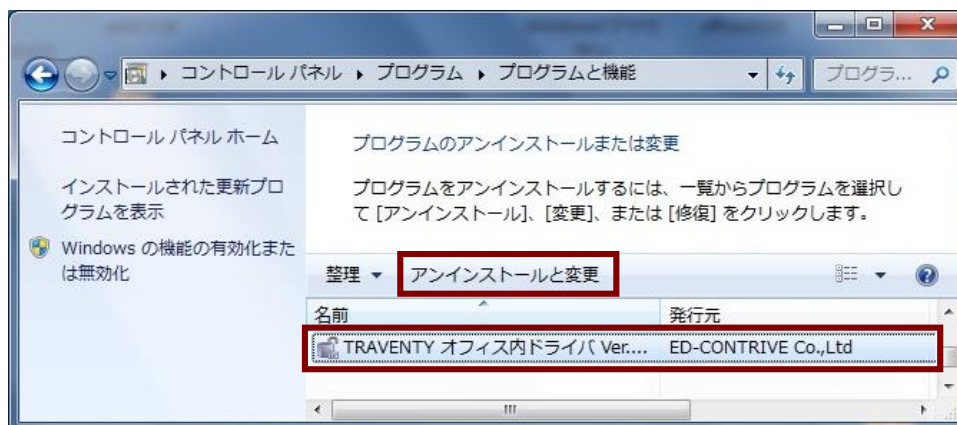 コントロール パネル ▸ プログラム ▸ プログラムと機能
プログラ...
コントロール パネル ホーム
インストールされた更新プロ
グラムを表示
Windows の機能の有効化また
は無効化
プログラムのアンインストールまたは変更
プログラムをアンインストールするには、一覧からプログラムを選択し
て [アンインストール]、[変更]、または [修復] をクリックします。
整理 ▼ アンインストールと変更
名前 発行元
TRAVENTY オフィス内ドライバ Ver.... ED-CONTRIVE Co.,Ltd